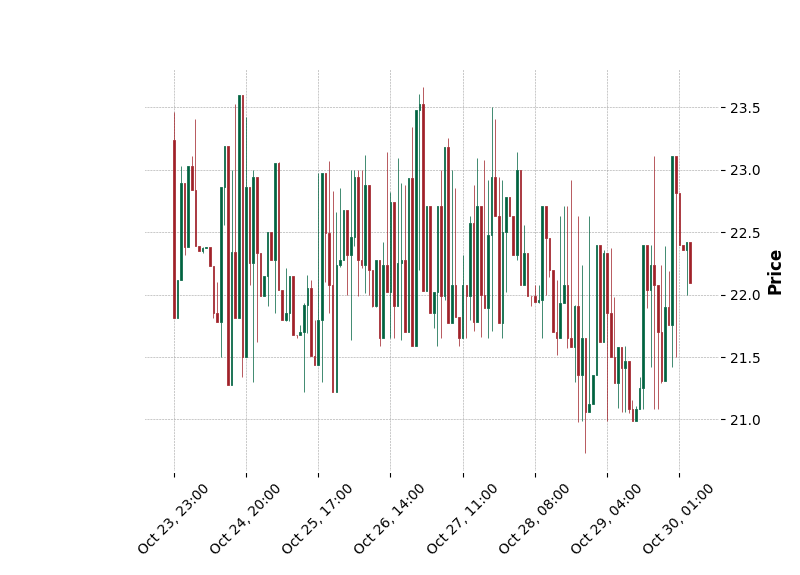 23.5
23.0
22.5
22.0
21.5
21.0
Price
Oct 23, 23:00
Oct 24, 20:00
Oct 25, 17:00
Oct 26, 14:00
Oct 27, 11:00
Oct 28, 08:00
Oct 29, 04:00
Oct 30, 01:00